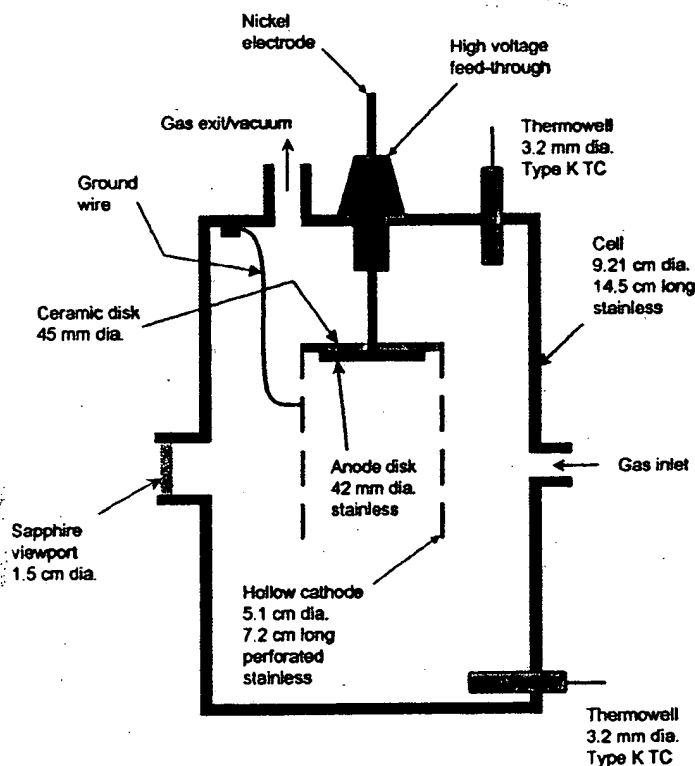 Nickel
electrode
High voltage
feed-through
Gas exit/vacuum
Thermowell
3.2 mm dia.
Type K TC
Ground
wire
Cell
9.21 cm dia.
14.5 cm long
stainless
Ceramic disk
45 mm dia.
Anode disk
42 mm dia.
stainless
Gas inlet
Sapphire
viewport
1.5 cm dia.
Hollow cathode
5.1 cm dia.
7.2 cm long
perforated
stainless
Thermowell
3.2 mm dia.
Type K TC